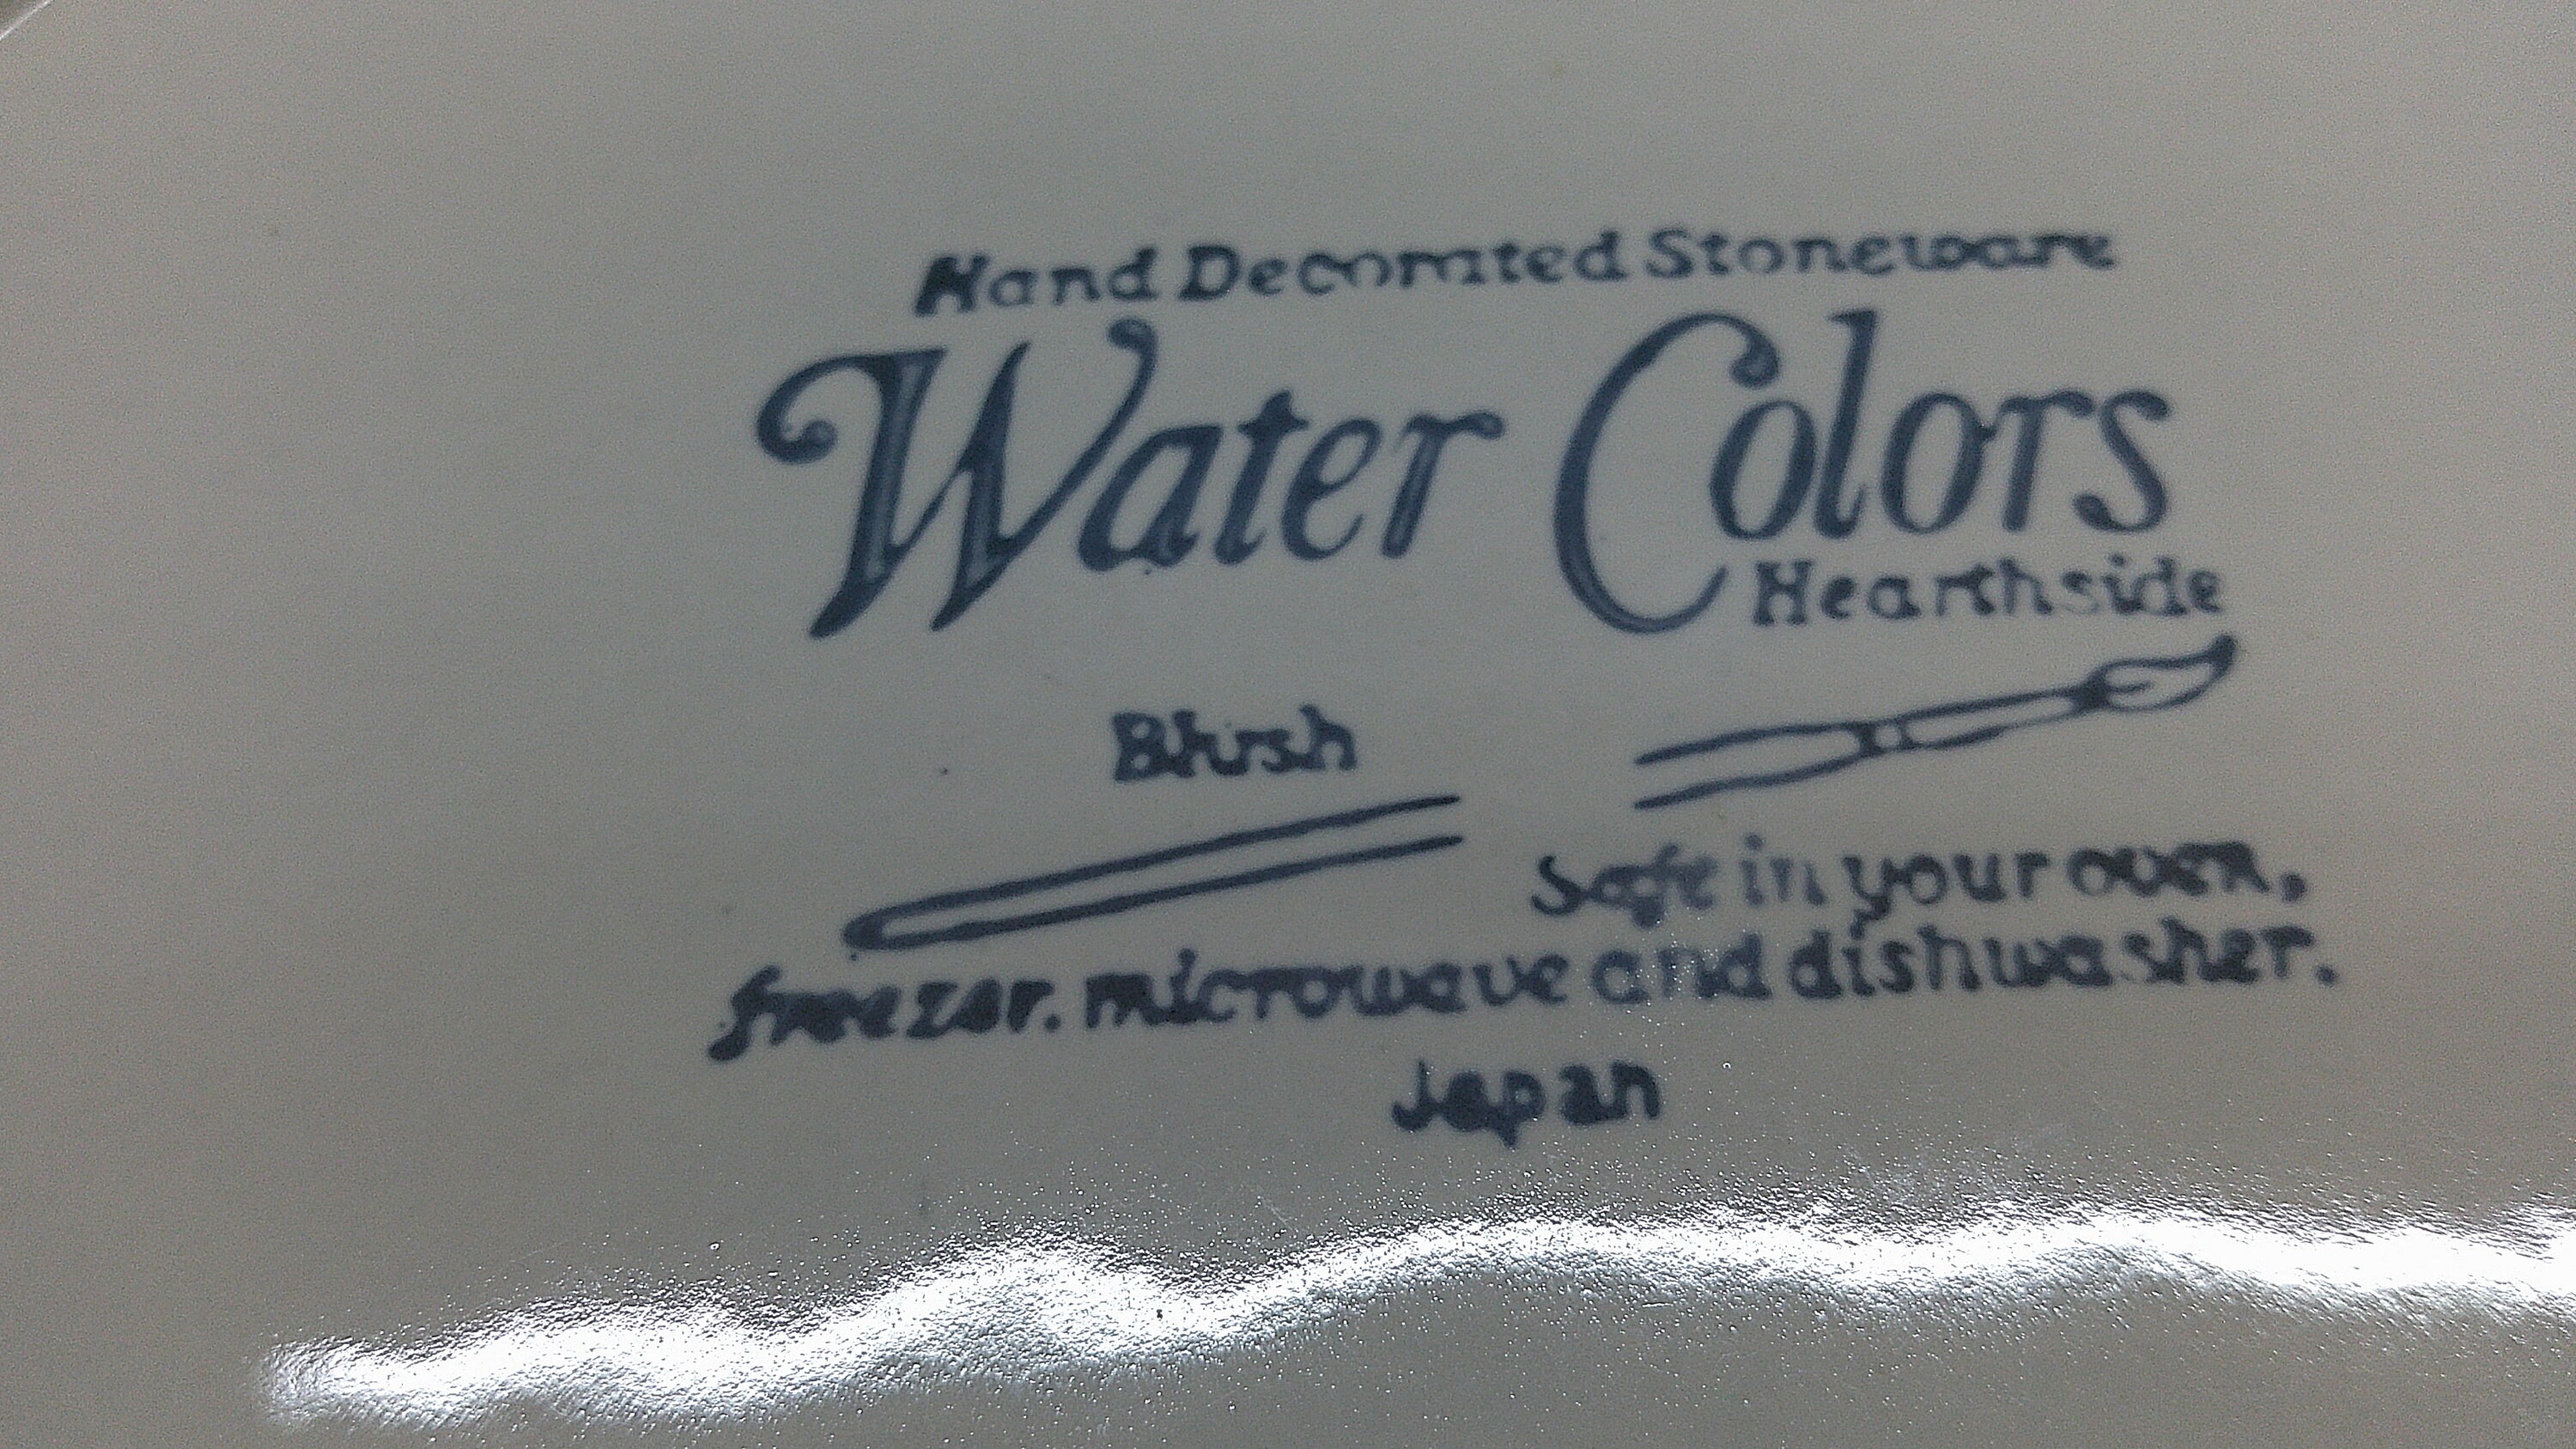 Hand Decorated Stoneware
Water Colors
Hearthside
Blush
Safe in your oven,
freezer. microwave and dishwasher.
Japan